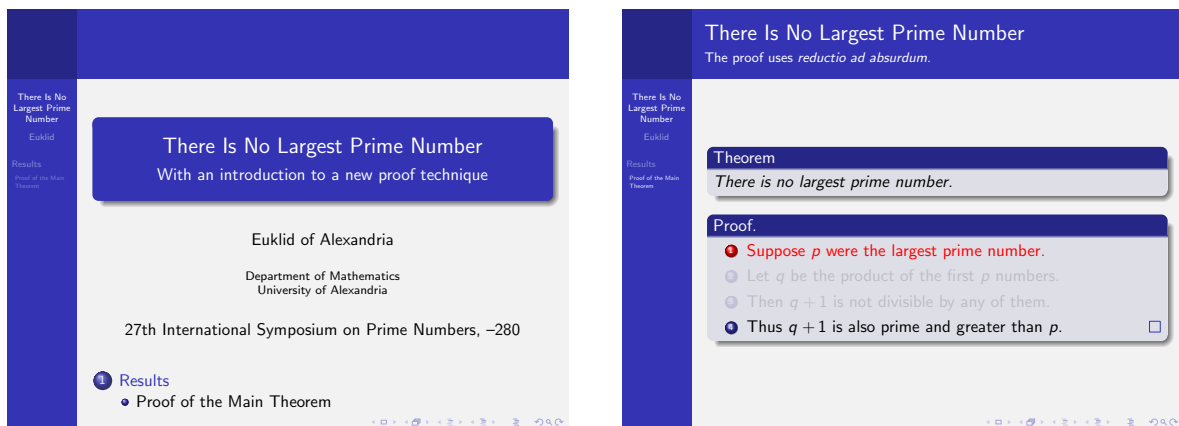 There Is No
Largest Prime
Number
Euklid
Results
Proof of the Main
Theorem
There Is No Largest Prime Number
With an introduction to a new proof technique
Euklid of Alexandria
Department of Mathematics
University of Alexandria
27th International Symposium on Prime Numbers, –280
1 Results
Proof of the Main Theorem
There Is No Largest Prime Number
The proof uses reductio ad absurdum.
There Is No
Largest Prime
Number
Euklid
Results
Proof of the Main
Theorem
Theorem
There is no largest prime number.
Proof.
1 Suppose p were the largest prime number.
2 Let q be the product of the first p numbers.
3 Then q + 1 is not divisible by any of them.
4 Thus q + 1 is also prime and greater than p. □